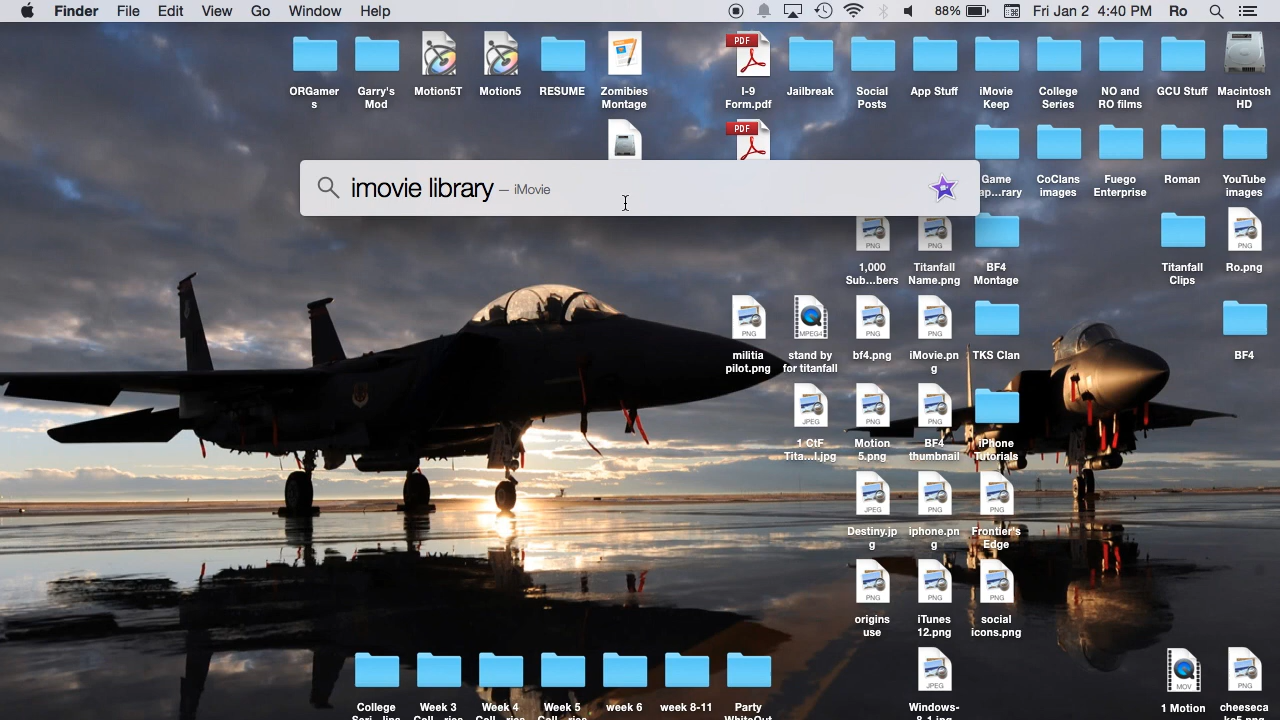 Finder File Edit View Go Window Help 88% Fri Jan 2 4:40 PM Ro
ORGamer
s
Garry's
Mod
Motion5T
Motion5
RESUME
Zomibies
Montage
PDF
I-9
Form.pdf
Jailbreak
Social
Posts
App Stuff
iMovie
Keep
College
Series
NO and
RO films
GCU Stuff
Macintosh
HD
PDF
imovie library — iMovie
Game
ap...rary
CoClans
images
Fuego
Enterprise
Roman
YouTube
images
PNG
1,000
Sub...bers
PNG
Titanfall
Name.png
BF4
Montage
Titanfall
Clips
PNG
Ro.png
PNG
militia
pilot.png
MPEG4
stand by
for titanfall
PNG
bf4.png
PNG
iMovie.pn
g
TKS Clan
BF4
JPEG
1 CtF
Tita...l.jpg
PNG
Motion
5.png
PNG
BF4
thumbnail
iPhone
Tutorials
JPEG
Destiny.jp
g
PNG
iphone.pn
g
PNG
Frontier's
Edge
PNG
origins
use
PNG
iTunes
12.png
PNG
social
icons.png
College
Week 3
Week 4
Week 5
week 6
week 8-11
Party
JPEG
Windows-
MOV
1 Motion
PNG
cheeseca